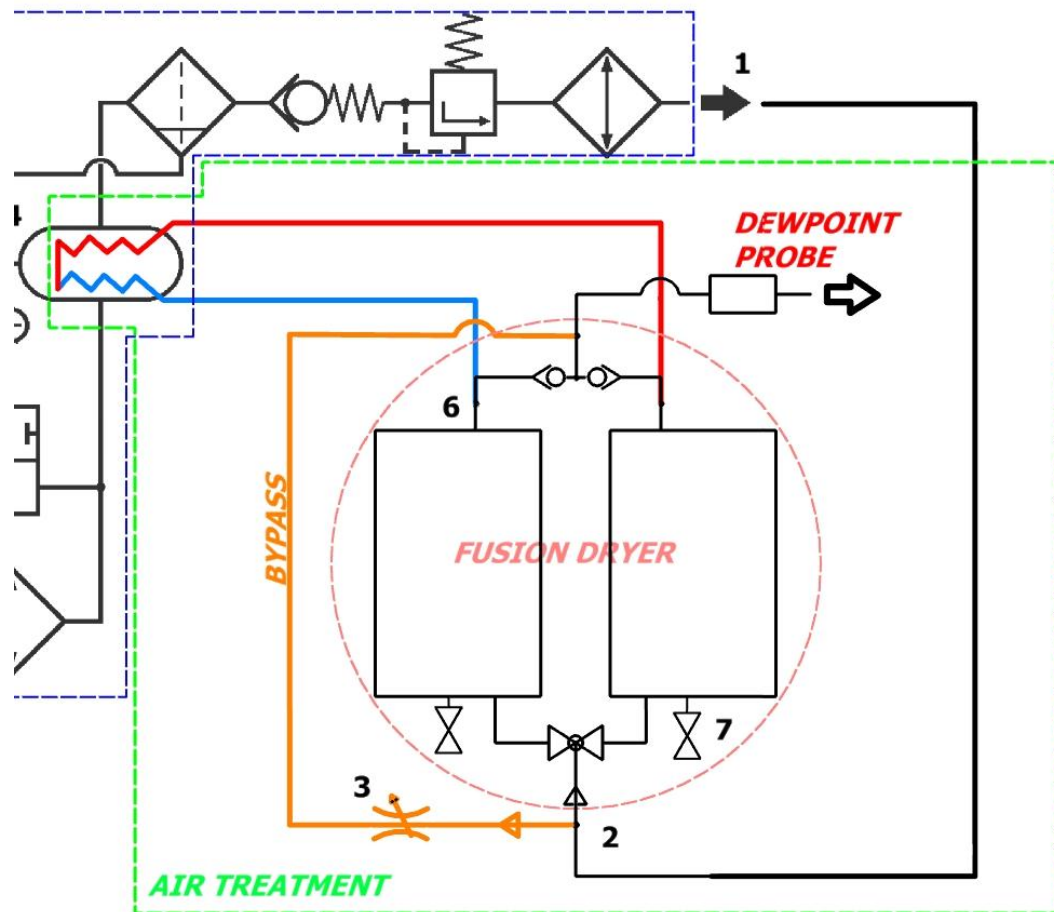 1
4
DEWPOINT
PROBE
6
BYPASS
FUSION DRYER
7
3
2
AIR TREATMENT